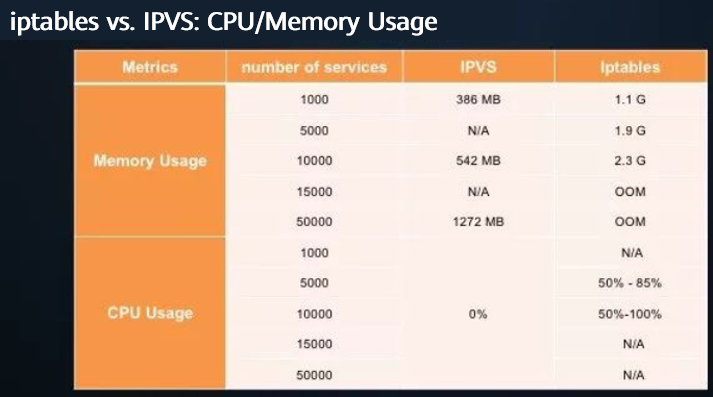 iptables vs. IPVS: CPU/Memory Usage
Metrics number of services IPVS Iptables
1000 386 MB 1.1 G
5000 N/A 1.9 G
Memory Usage 10000 542 MB 2.3 G
15000 N/A OOM
50000 1272 MB OOM
1000 N/A
5000 50% - 85%
CPU Usage 10000 0% 50%-100%
15000 N/A
50000 N/A